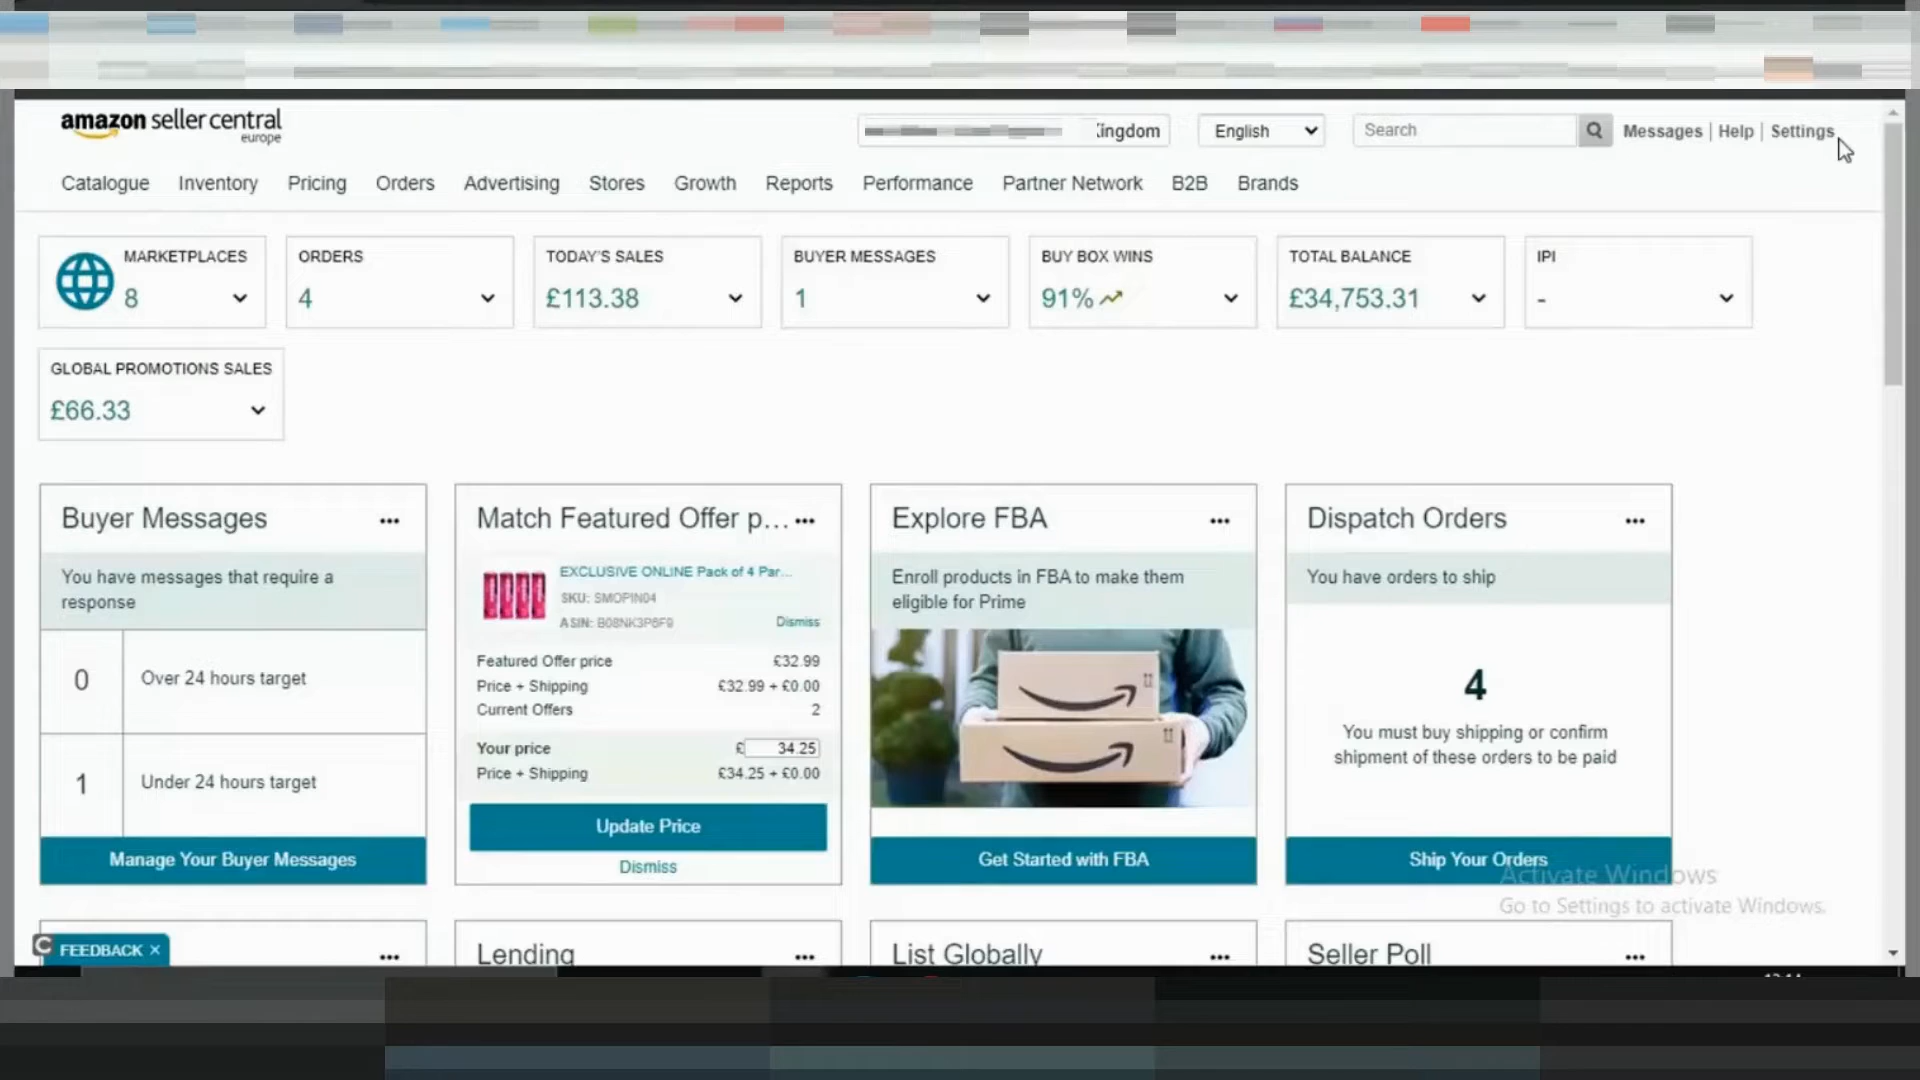 amazon seller central
europe
Kingdom
English
Search
Messages | Help | Settings
Catalogue Inventory Pricing Orders Advertising Stores Growth Reports Performance Partner Network B2B Brands
MARKETPLACES
8
ORDERS
4
TODAY'S SALES
£113.38
BUYER MESSAGES
1
BUY BOX WINS
91%
TOTAL BALANCE
£34,753.31
IPI
-
GLOBAL PROMOTIONS SALES
£66.33
Buyer Messages
You have messages that require a
response
0 Over 24 hours target
1 Under 24 hours target
Manage Your Buyer Messages
Match Featured Offer p...
EXCLUSIVE ONLINE Pack of 4 Par...
SKU: SMOPIN04
ASIN: B08NK3P6F9
Dismiss
Featured Offer price £32.99
Price + Shipping £32.99 + £0.00
Current Offers 2
Your price £ 34.25
Price + Shipping £34.25 + £0.00
Update Price
Dismiss
Explore FBA
Enroll products in FBA to make them
eligible for Prime
Get Started with FBA
Dispatch Orders
You have orders to ship
4
You must buy shipping or confirm
shipment of these orders to be paid
Ship Your Orders
Activate Windows
Go to Settings to activate Windows.
FEEDBACK ×
Lending
List Globally
Seller Poll